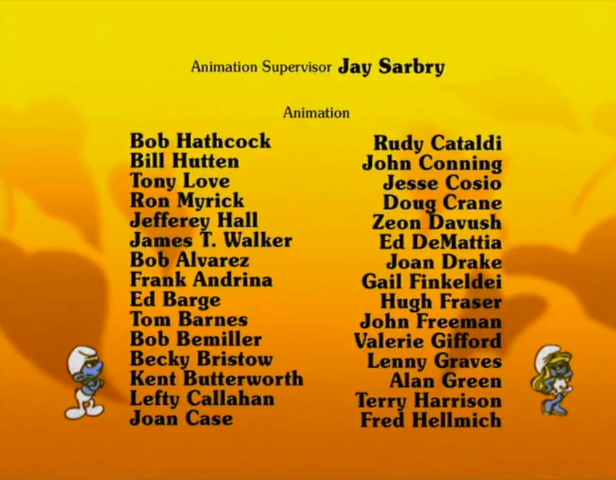 Animation Supervisor Jay Sarbry
Animation
Bob Hathcock
Bill Hutten
Tony Love
Ron Myrick
Jefferey Hall
James T. Walker
Bob Alvarez
Frank Andrina
Ed Barge
Tom Barnes
Bob Bemiller
Becky Bristow
Kent Butterworth
Lefty Callahan
Joan Case
Rudy Cataldi
John Conning
Jesse Cosio
Doug Crane
Zeon Davush
Ed DeMattia
Joan Drake
Gail Finkeldei
Hugh Fraser
John Freeman
Valerie Gifford
Lenny Graves
Alan Green
Terry Harrison
Fred Hellmich